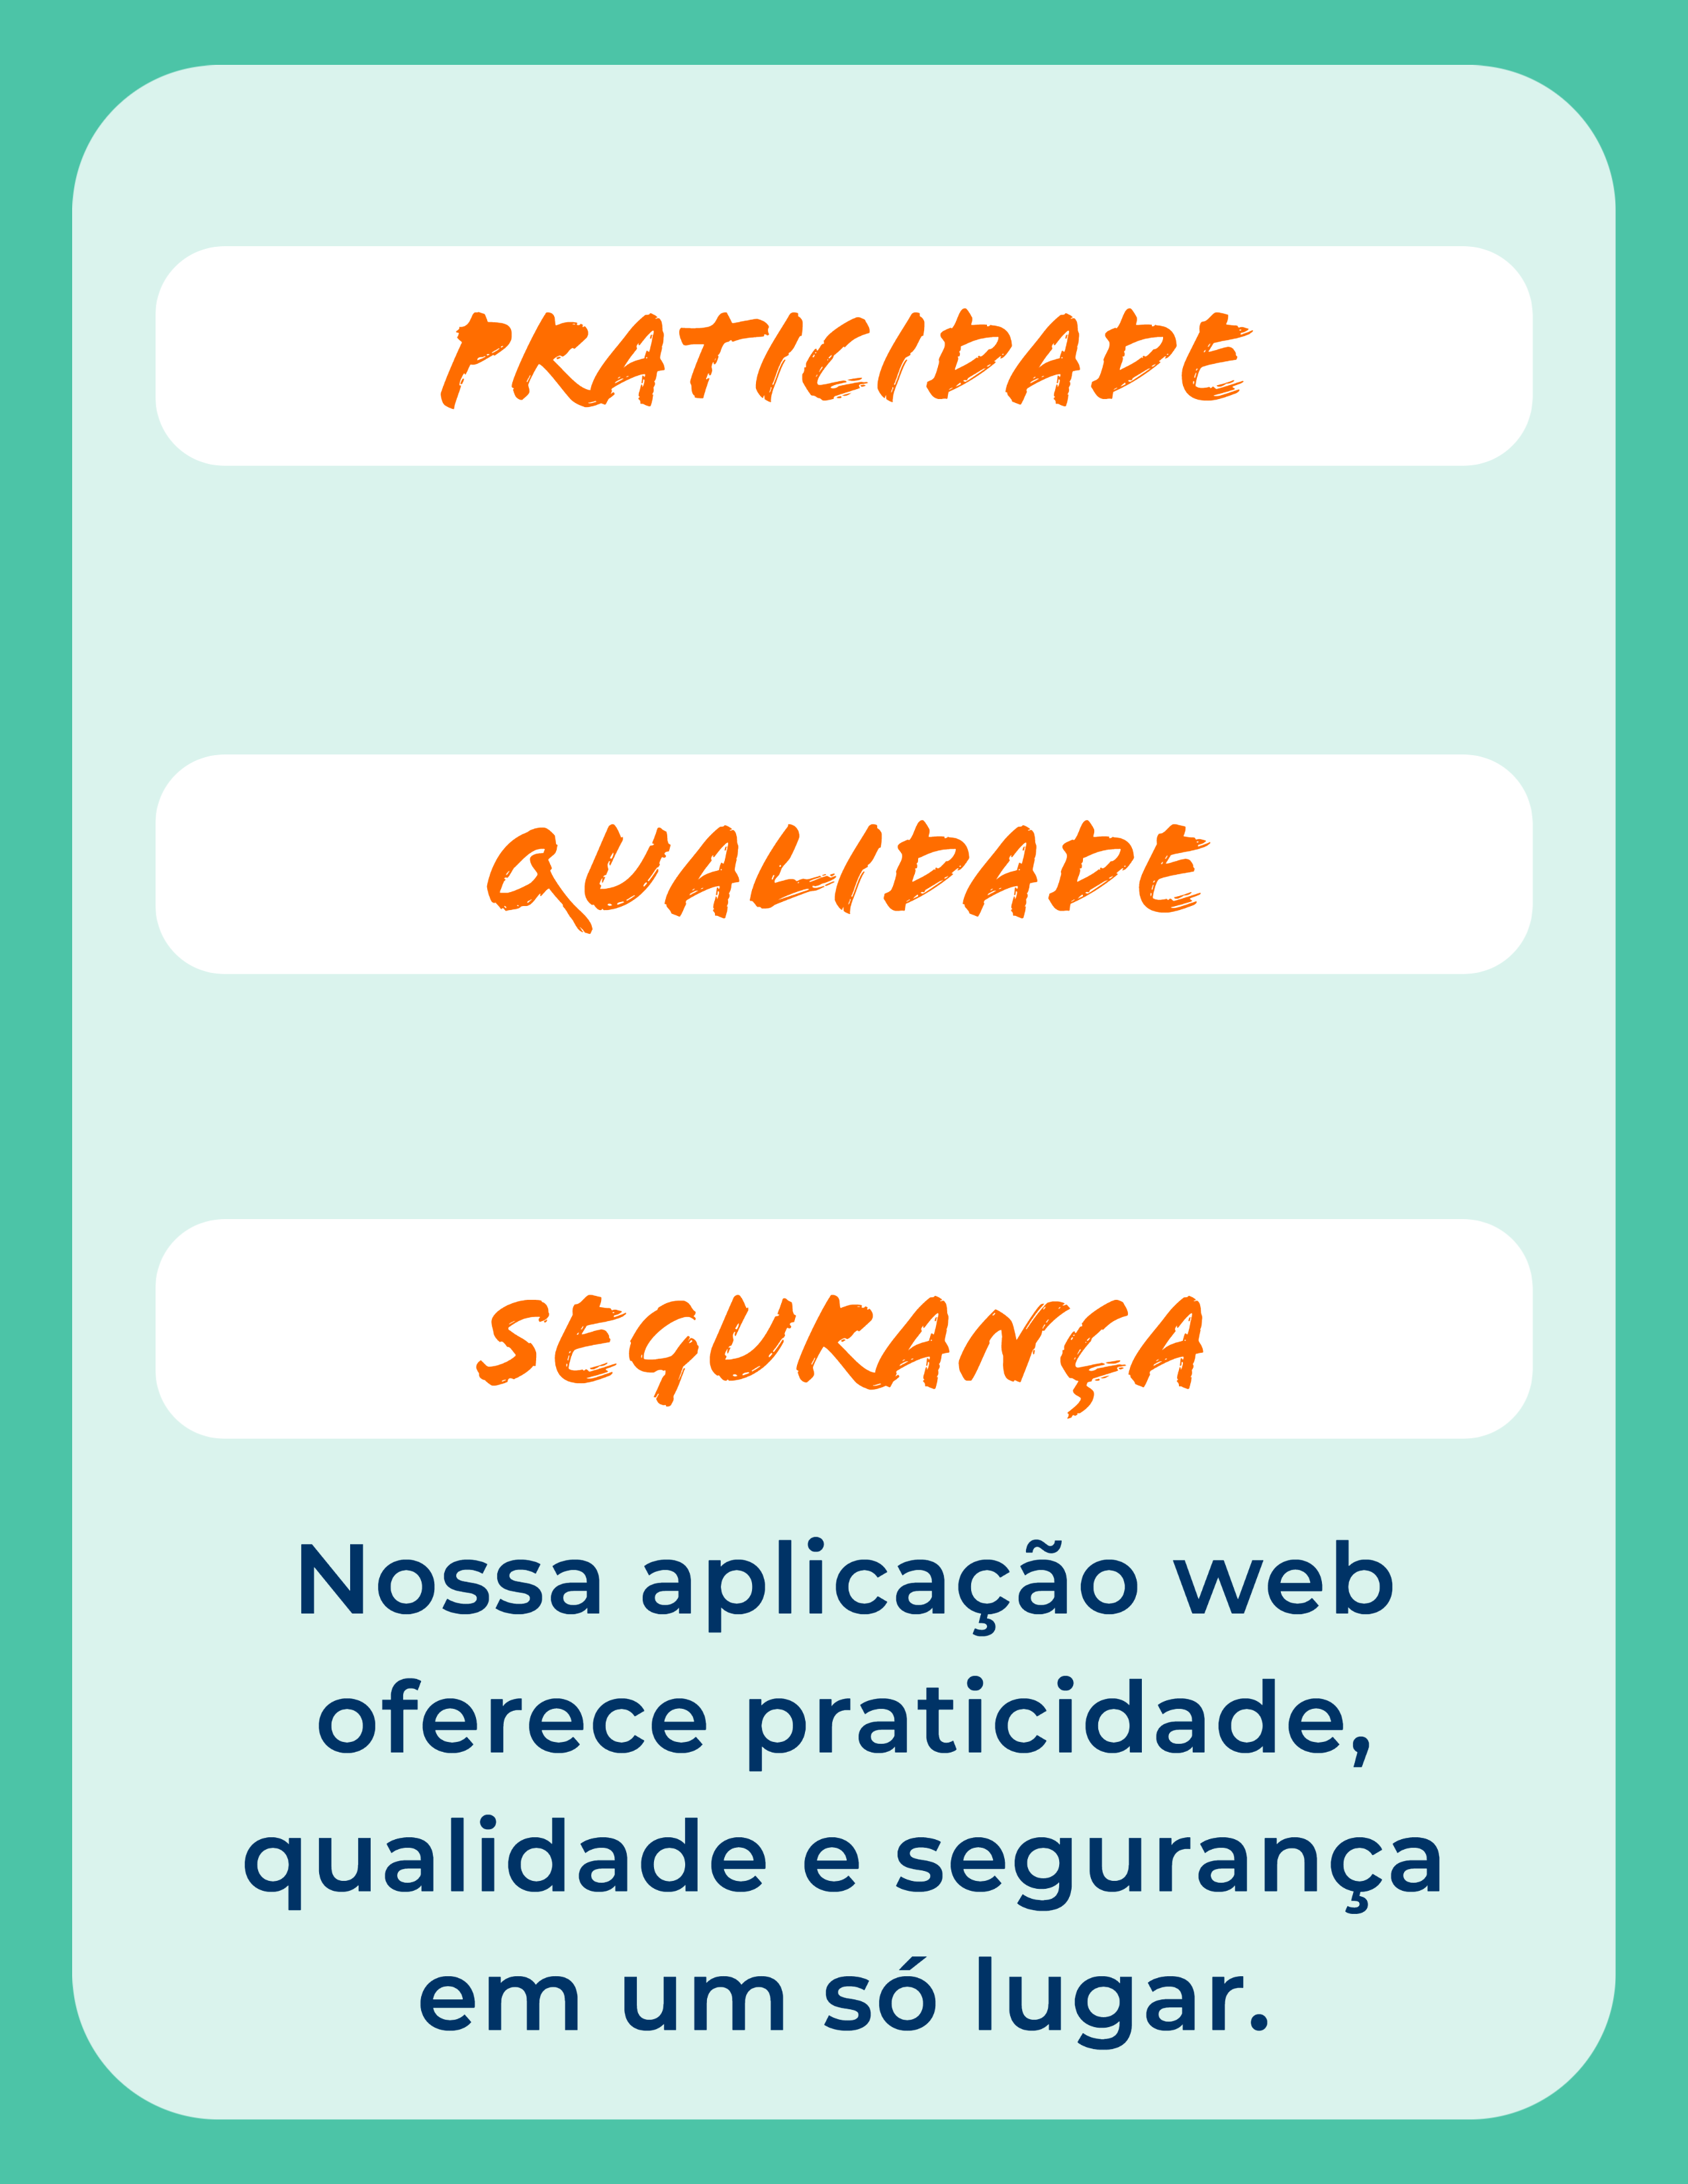 PRATICIDADE
QUALIDADE
SEGURANÇA
Nossa aplicação web
oferece praticidade,
qualidade e segurança
em um só lugar.